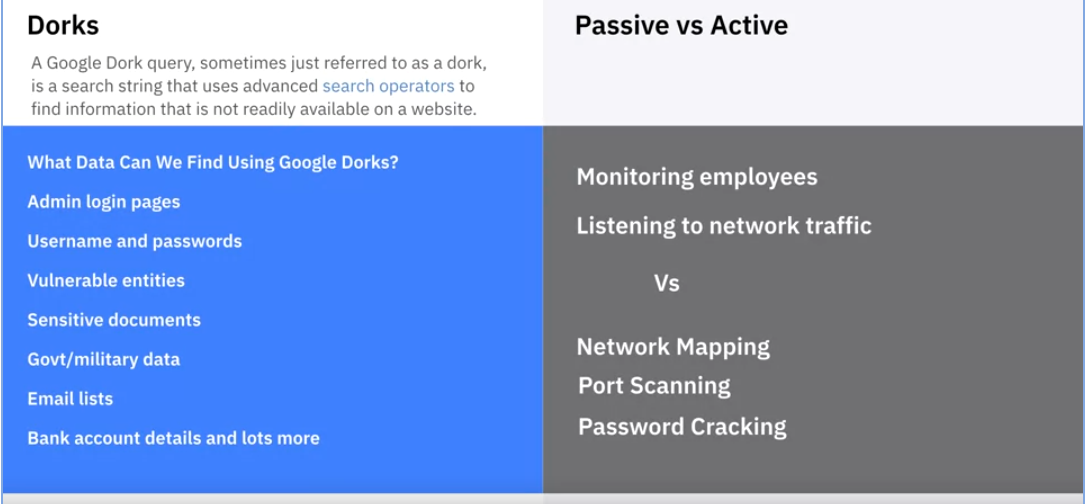 Dorks
A Google Dork query, sometimes just referred to as a dork,
is a search string that uses advanced search operators to
find information that is not readily available on a website.
What Data Can We Find Using Google Dorks?
Admin login pages
Username and passwords
Vulnerable entities
Sensitive documents
Govt/military data
Email lists
Bank account details and lots more
Passive vs Active
Monitoring employees
Listening to network traffic
Vs
Network Mapping
Port Scanning
Password Cracking